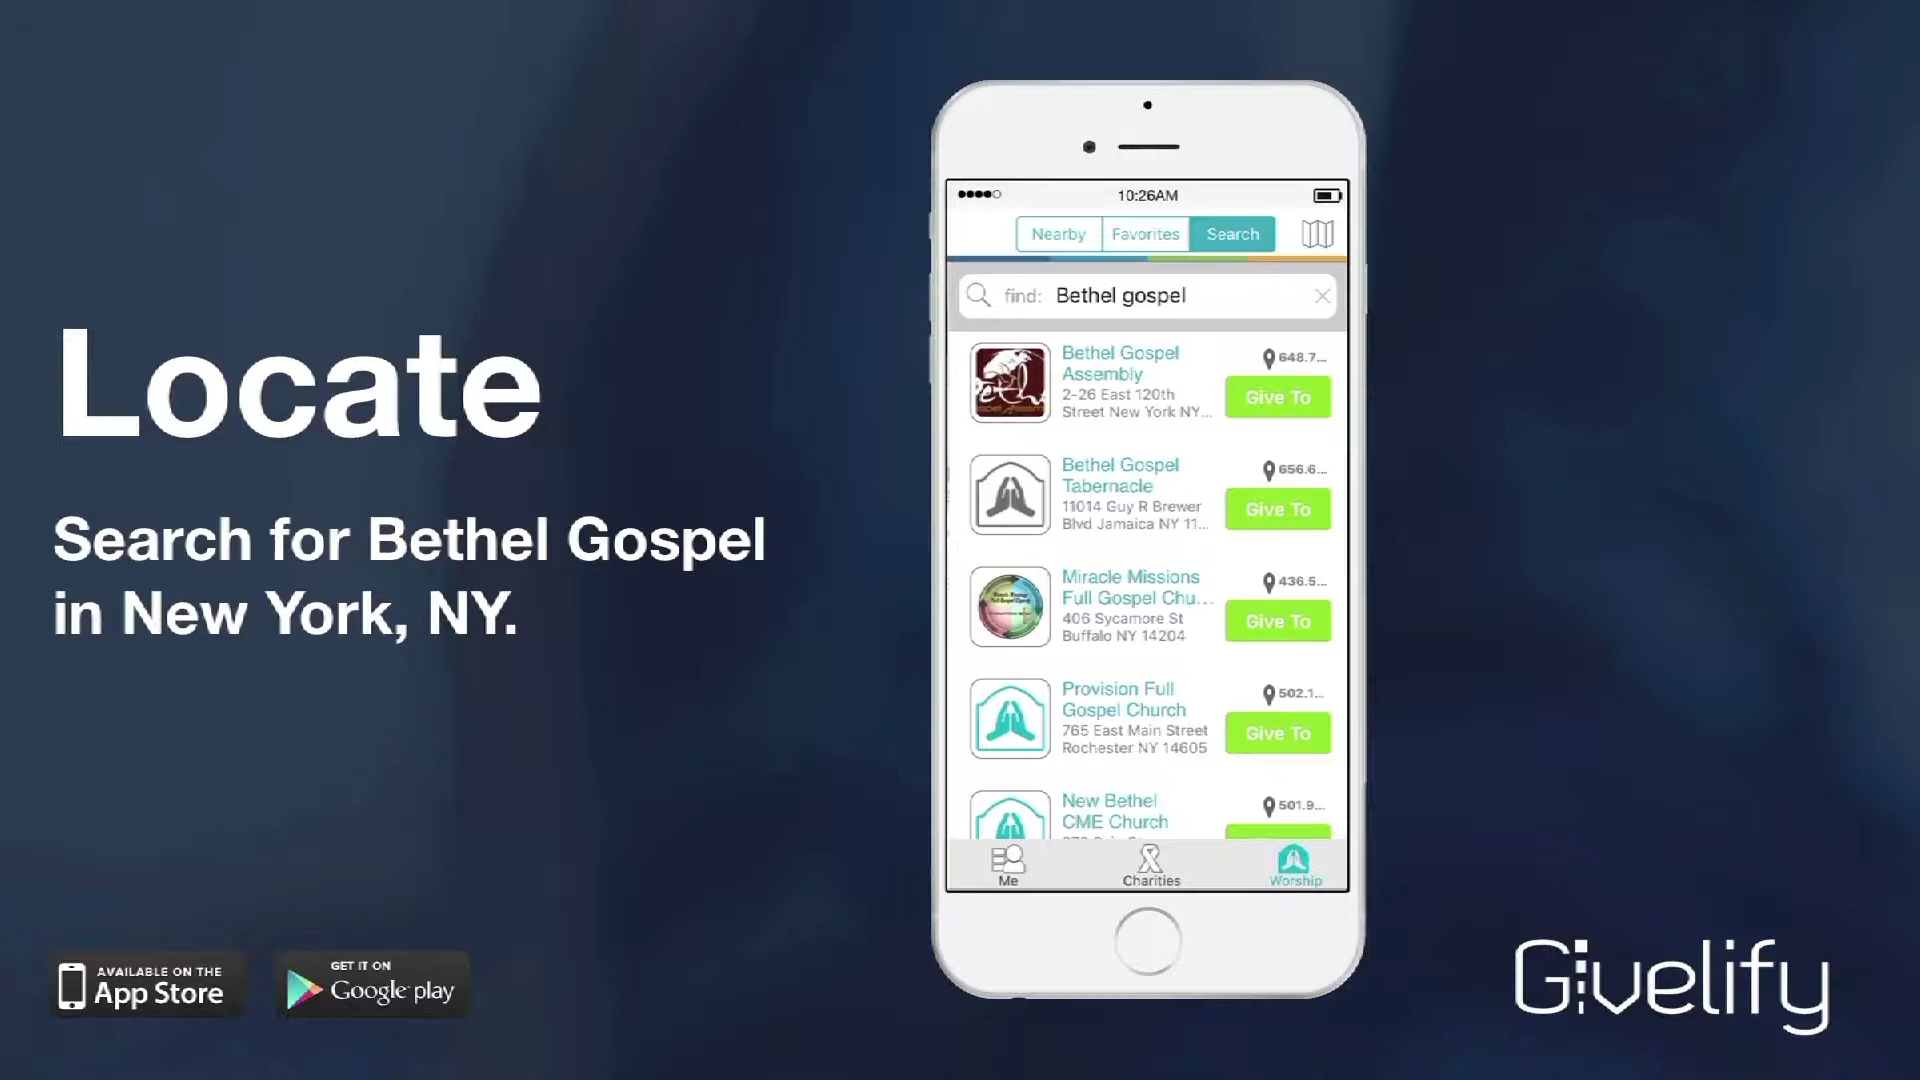 Locate
Search for Bethel Gospel
in New York, NY.
AVAILABLE ON THE
App Store
GET IT ON
Google play
10:26AM
Nearby
Favorites
Search
find: Bethel gospel
Bethel Gospel
Assembly
2-26 East 120th
Street New York NY...
648.7...
Give To
Bethel Gospel
Tabernacle
11014 Guy R Brewer
Blvd Jamaica NY 11...
656.6...
Give To
Miracle Missions
Full Gospel Chu...
406 Sycamore St
Buffalo NY 14204
436.5...
Give To
Provision Full
Gospel Church
765 East Main Street
Rochester NY 14605
502.1...
Give To
New Bethel
CME Church
501.9...
Me
Charities
Worship
Givelify